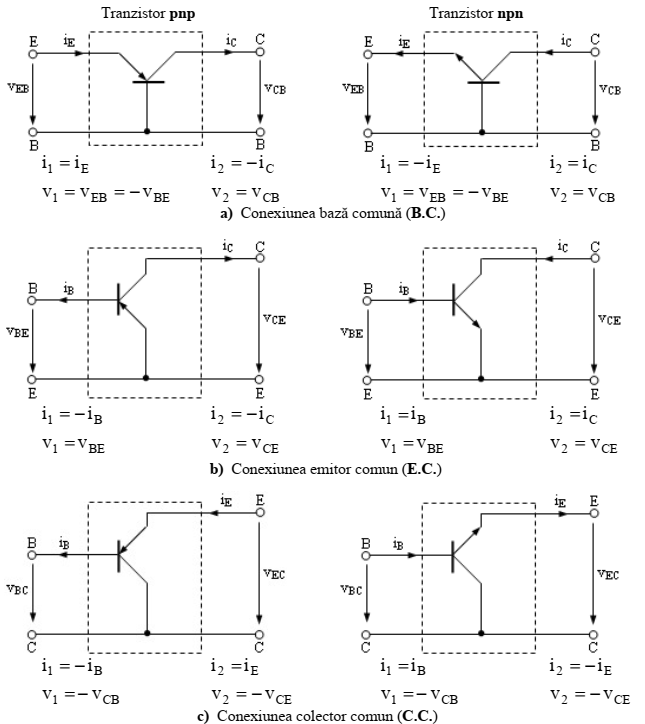 Tranzistor pnp Tranzistor npn
E iE iC C E iE iC C
vEB vCB vEB vCB
B B B B
i1 = iE i2 = −iC i1 = −iE i2 = iC
v1 = vEB = −vBE v2 = vCB v1 = vEB = −vBE v2 = vCB
a) Conexiunea bază comună (B.C.)
iC C iC C
B iB B iB
vBE vCE vBE vCE
E E E E
i1 = −iB i2 = −iC i1 = iB i2 = iC
v1 = vBE v2 = vCE v1 = vBE v2 = vCE
b) Conexiunea emitor comun (E.C.)
iE E iE E
B iB B iB
vBC vEC vBC vEC
C C C C
i1 = −iB i2 = iE i1 = iB i2 = −iE
v1 = −vCB v2 = −vCE v1 = −vCB v2 = −vCE
c) Conexiunea colector comun (C.C.)